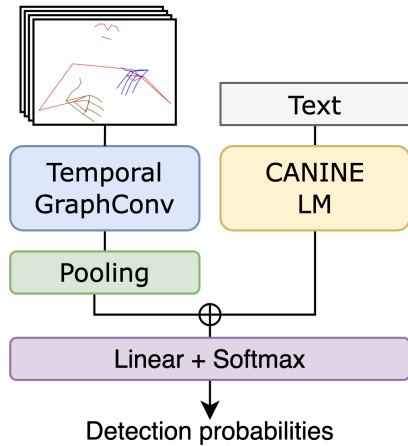 Text
Temporal
GraphConv
CANINE
LM
Pooling
Linear + Softmax
Detection probabilities